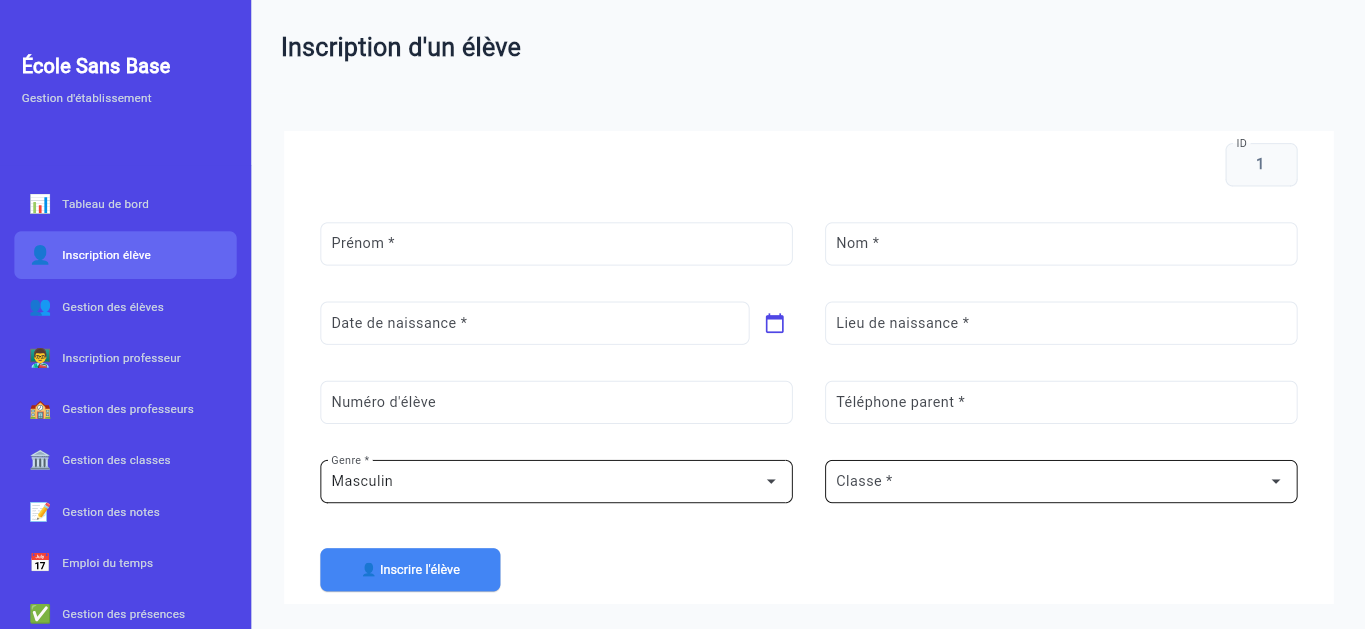 École Sans Base
Gestion d'établissement
Tableau de bord
Inscription élève
Gestion des élèves
Inscription professeur
Gestion des professeurs
Gestion des classes
Gestion des notes
Emploi du temps
Gestion des présences
Inscription d'un élève
ID
1
Prénom *
Nom *
Date de naissance *
Lieu de naissance *
Numéro d'élève
Téléphone parent *
Genre *
Masculin
Classe *
Inscrire l'élève